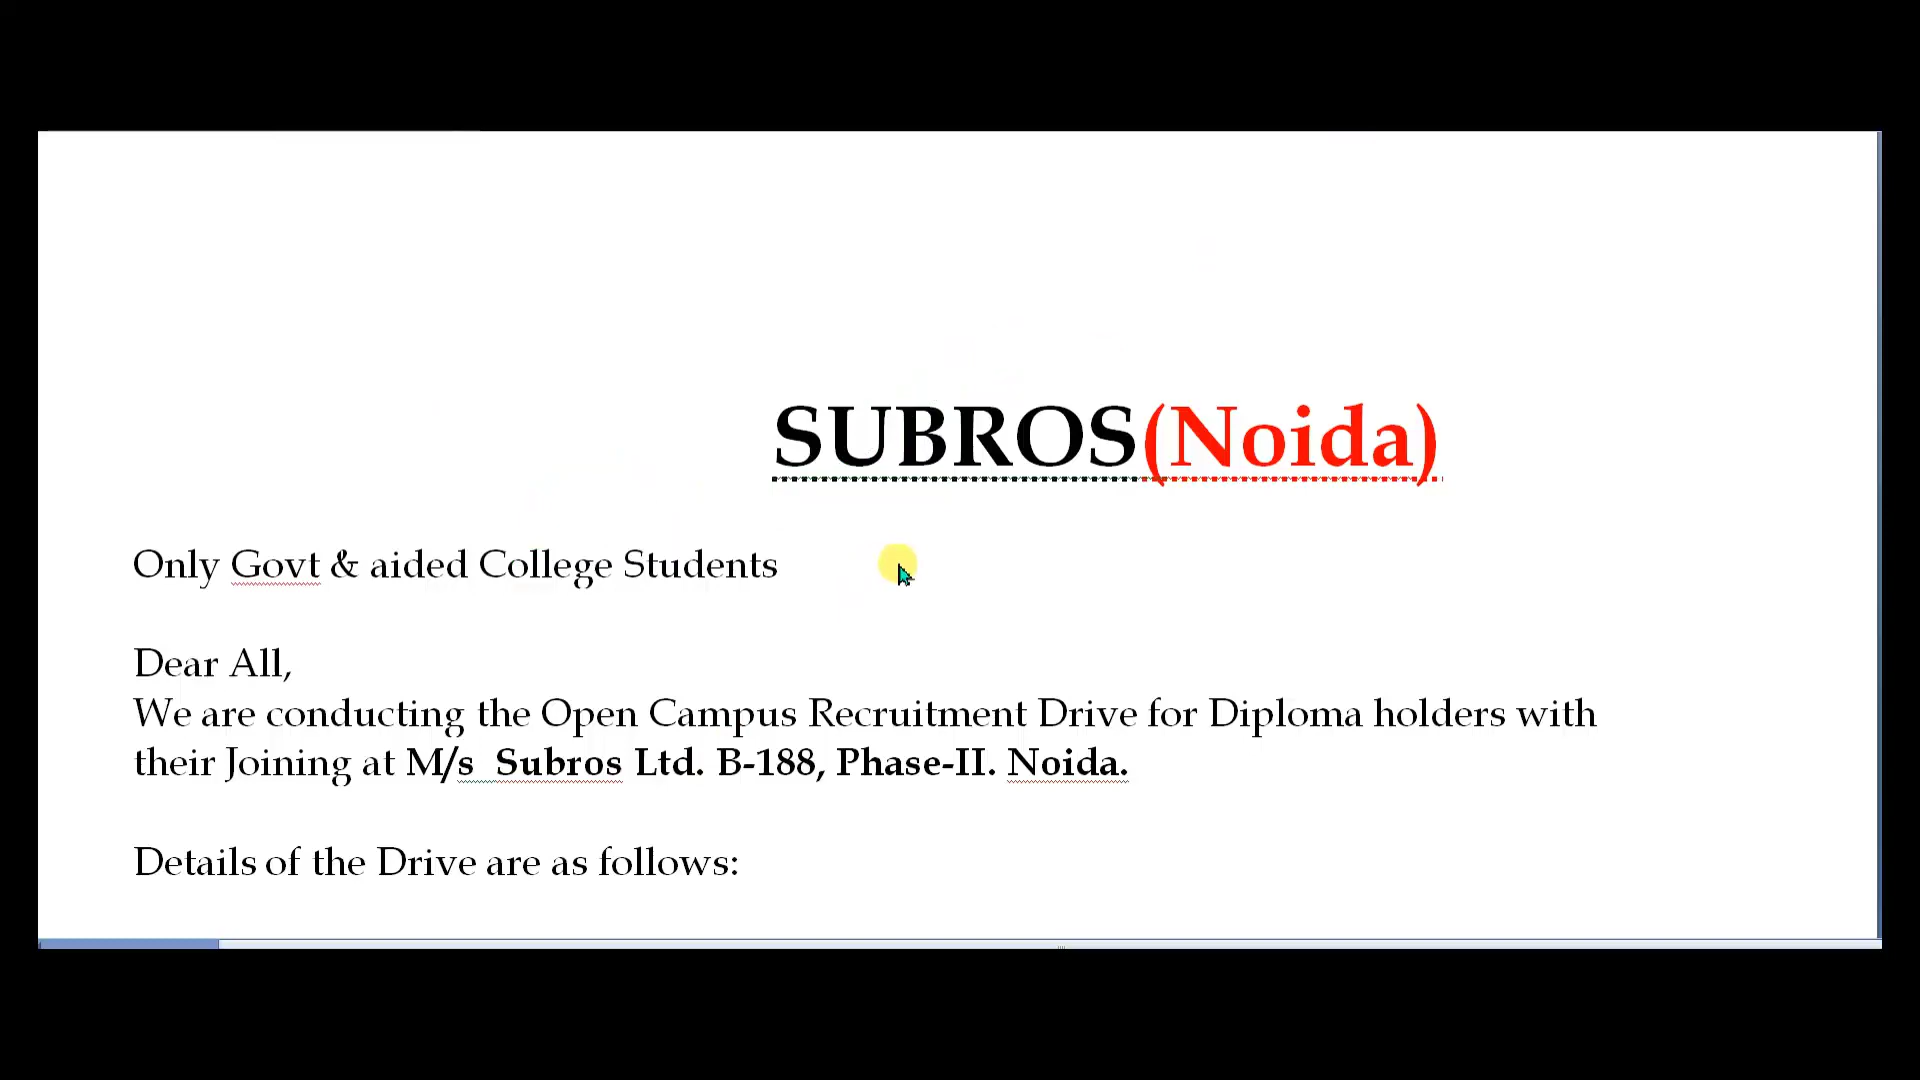 SUBROS(Noida)
Only Govt & aided College Students
Dear All,
We are conducting the Open Campus Recruitment Drive for Diploma holders with
their Joining at M/s  Subros Ltd. B-188, Phase-II. Noida.
Details of the Drive are as follows: